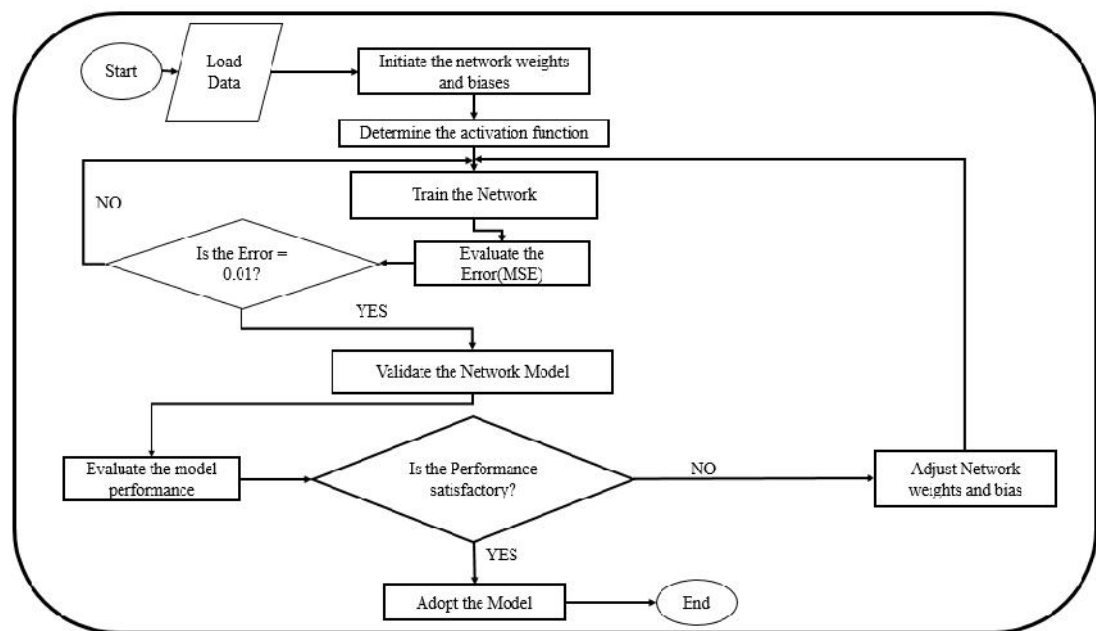 Start
Load
Data
Initiate the network weights
and biases
Determine the activation function
Train the Network
NO
Is the Error =
0.01?
Evaluate the
Error(MSE)
YES
Validate the Network Model
Evaluate the model
performance
Is the Performance
satisfactory?
NO
Adjust Network
weights and bias
YES
Adopt the Model
End